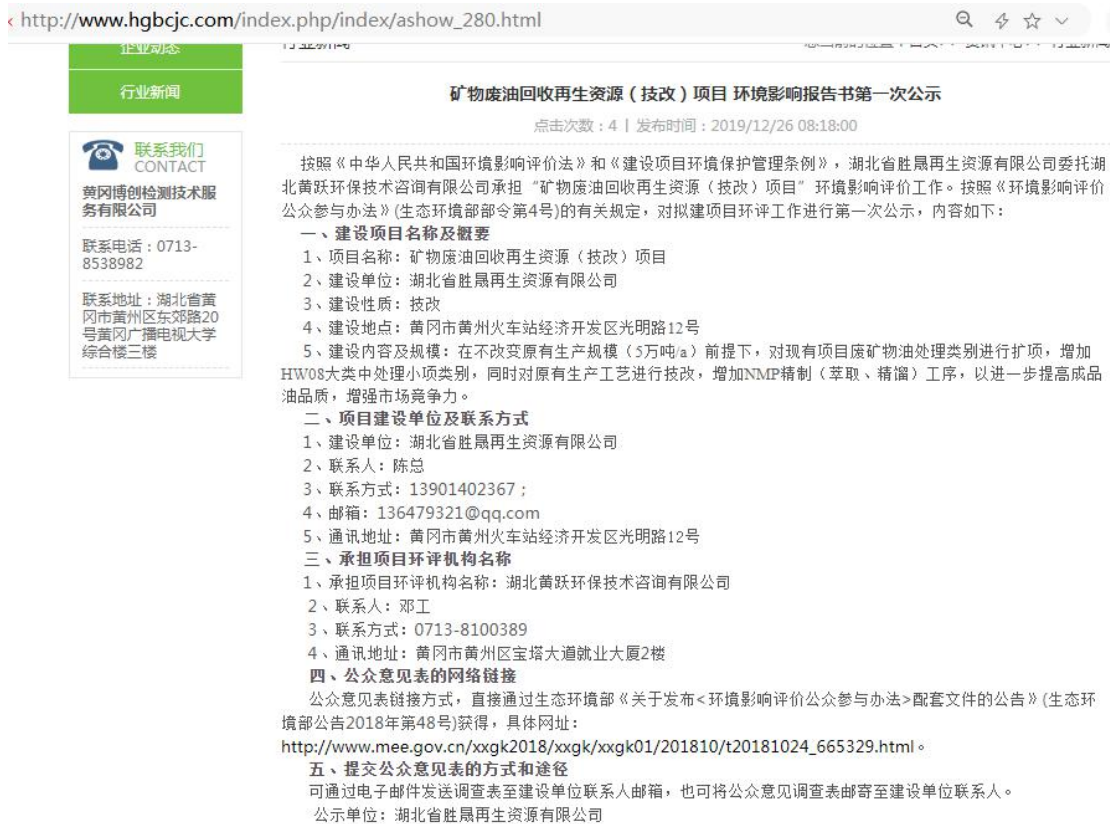 http://www.hgbcjc.com/index.php/index/ashow_280.html
企业动态
行业新闻
行业新闻
联系我们
CONTACT
黄冈博创检测技术服
务有限公司
联系电话：0713-
8538982
联系地址：湖北省黄
冈市黄州区东郊路20
号黄冈广播电视大学
综合楼三楼
矿物废油回收再生资源（技改）项目 环境影响报告书第一次公示
点击次数：4 | 发布时间：2019/12/26 08:18:00
按照《中华人民共和国环境影响评价法》和《建设项目环境保护管理条例》，湖北省胜晟再生资源有限公司委托湖
北黄跃环保技术咨询有限公司承担“矿物废油回收再生资源（技改）项目”环境影响评价工作。按照《环境影响评价
公众参与办法》(生态环境部部令第4号)的有关规定，对拟建项目环评工作进行第一次公示，内容如下：
一、建设项目名称及概要
1、项目名称：矿物废油回收再生资源（技改）项目
2、建设单位：湖北省胜晟再生资源有限公司
3、建设性质：技改
4、建设地点：黄冈市黄州火车站经济开发区光明路12号
5、建设内容及规模：在不改变原有生产规模（5万吨/a）前提下，对现有项目废矿物油处理类别进行扩项，增加
HW08大类中处理小项类别，同时对原有生产工艺进行技改，增加NMP精制（萃取、精馏）工序，以进一步提高成品
油品质，增强市场竞争力。
二、项目建设单位及联系方式
1、建设单位：湖北省胜晟再生资源有限公司
2、联系人：陈总
3、联系方式：13901402367；
4、邮箱：136479321@qq.com
5、通讯地址：黄冈市黄州火车站经济开发区光明路12号
三、承担项目环评机构名称
1、承担项目环评机构名称：湖北黄跃环保技术咨询有限公司
2、联系人：邓工
3、联系方式：0713-8100389
4、通讯地址：黄冈市黄州区宝塔大道就业大厦2楼
四、公众意见表的网络链接
公众意见表链接方式，直接通过生态环境部《关于发布<环境影响评价公众参与办法>配套文件的公告》(生态环
境部公告2018年第48号)获得，具体网址：
http://www.mee.gov.cn/xxgk2018/xxgk/xxgk01/201810/t20181024_665329.html。
五、提交公众意见表的方式和途径
可通过电子邮件发送调查表至建设单位联系人邮箱，也可将公众意见调查表邮寄至建设单位联系人。
公示单位：湖北省胜晟再生资源有限公司